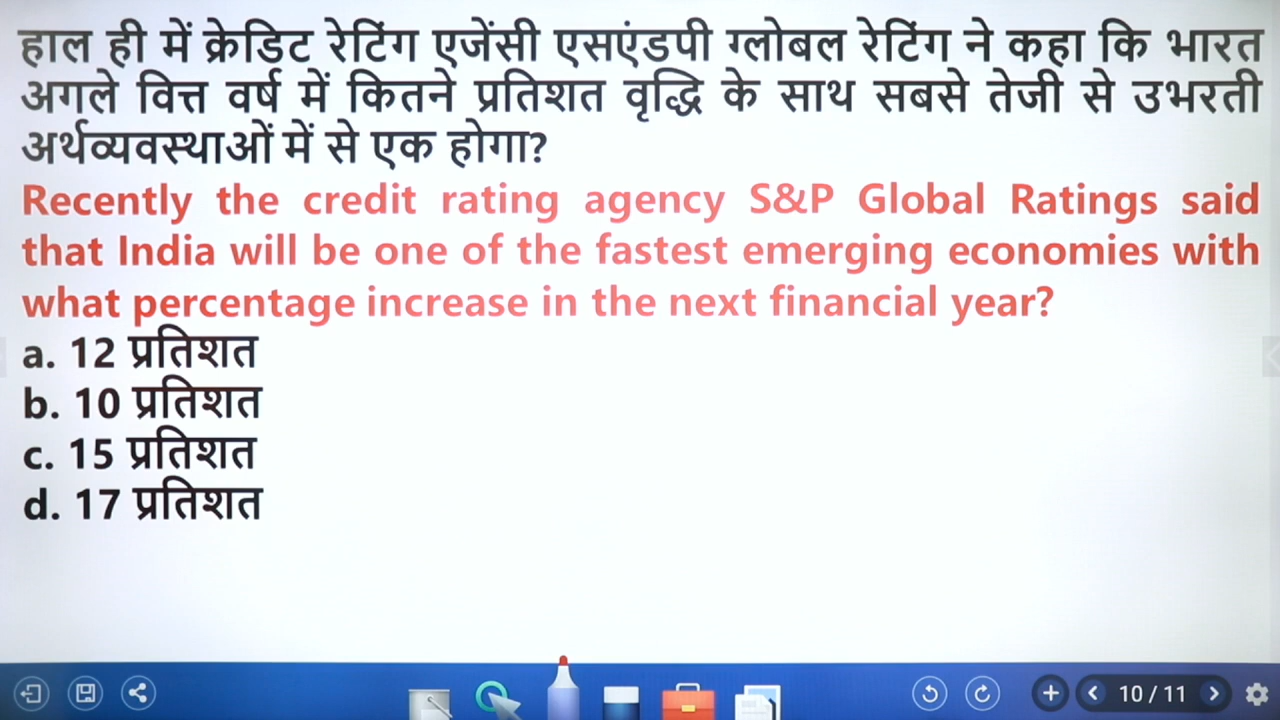 हाल ही में क्रेडिट रेटिंग एजेंसी एसएंडपी ग्लोबल रेटिंग ने कहा कि भारत
अगले वित्त वर्ष में कितने प्रतिशत वृद्धि के साथ सबसे तेजी से उभरती
अर्थव्यवस्थाओं में से एक होगा?
Recently the credit rating agency S&P Global Ratings said
that India will be one of the fastest emerging economies with
what percentage increase in the next financial year?
a. 12 प्रतिशत
b. 10 प्रतिशत
c. 15 प्रतिशत
d. 17 प्रतिशत
10 / 11